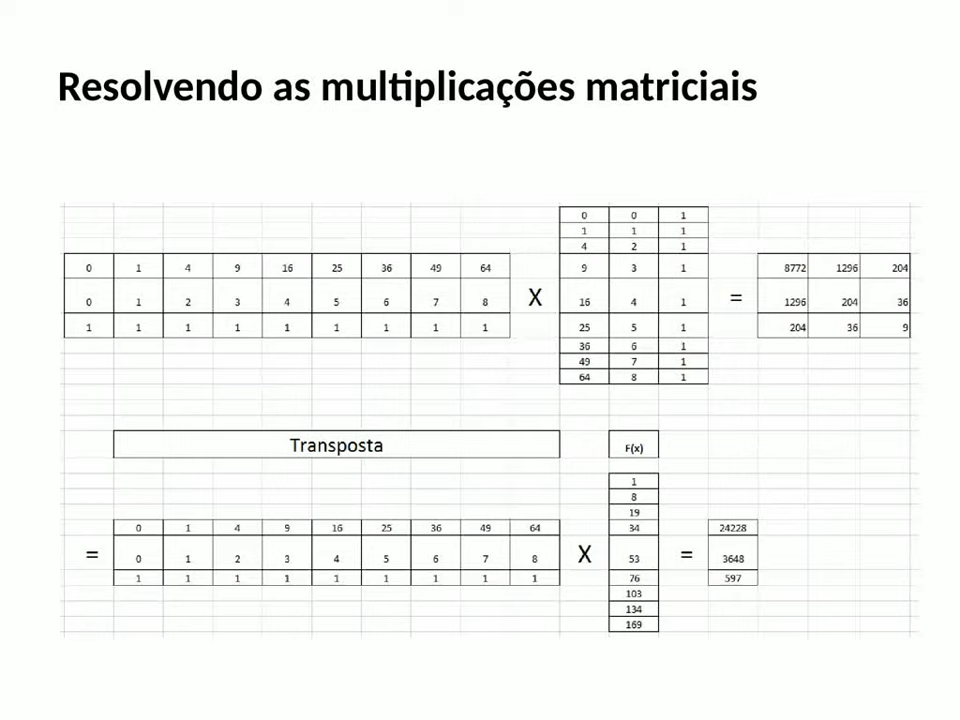 Resolvendo as multiplicações matriciais
0 0 1
1 1 1
4 2 1
0 1 4 9 16 25 36 49 64 9 3 1 8772 1296 204
0 1 2 3 4 5 6 7 8 X 16 4 1 = 1296 204 36
1 1 1 1 1 1 1 1 1 25 5 1 204 36 9
36 6 1
49 7 1
64 8 1
Transposta F(x)
1
8
19
0 1 4 9 16 25 36 49 64 34 24228
= 0 1 2 3 4 5 6 7 8 X 53 = 3648
1 1 1 1 1 1 1 1 1 76 597
103
134
169